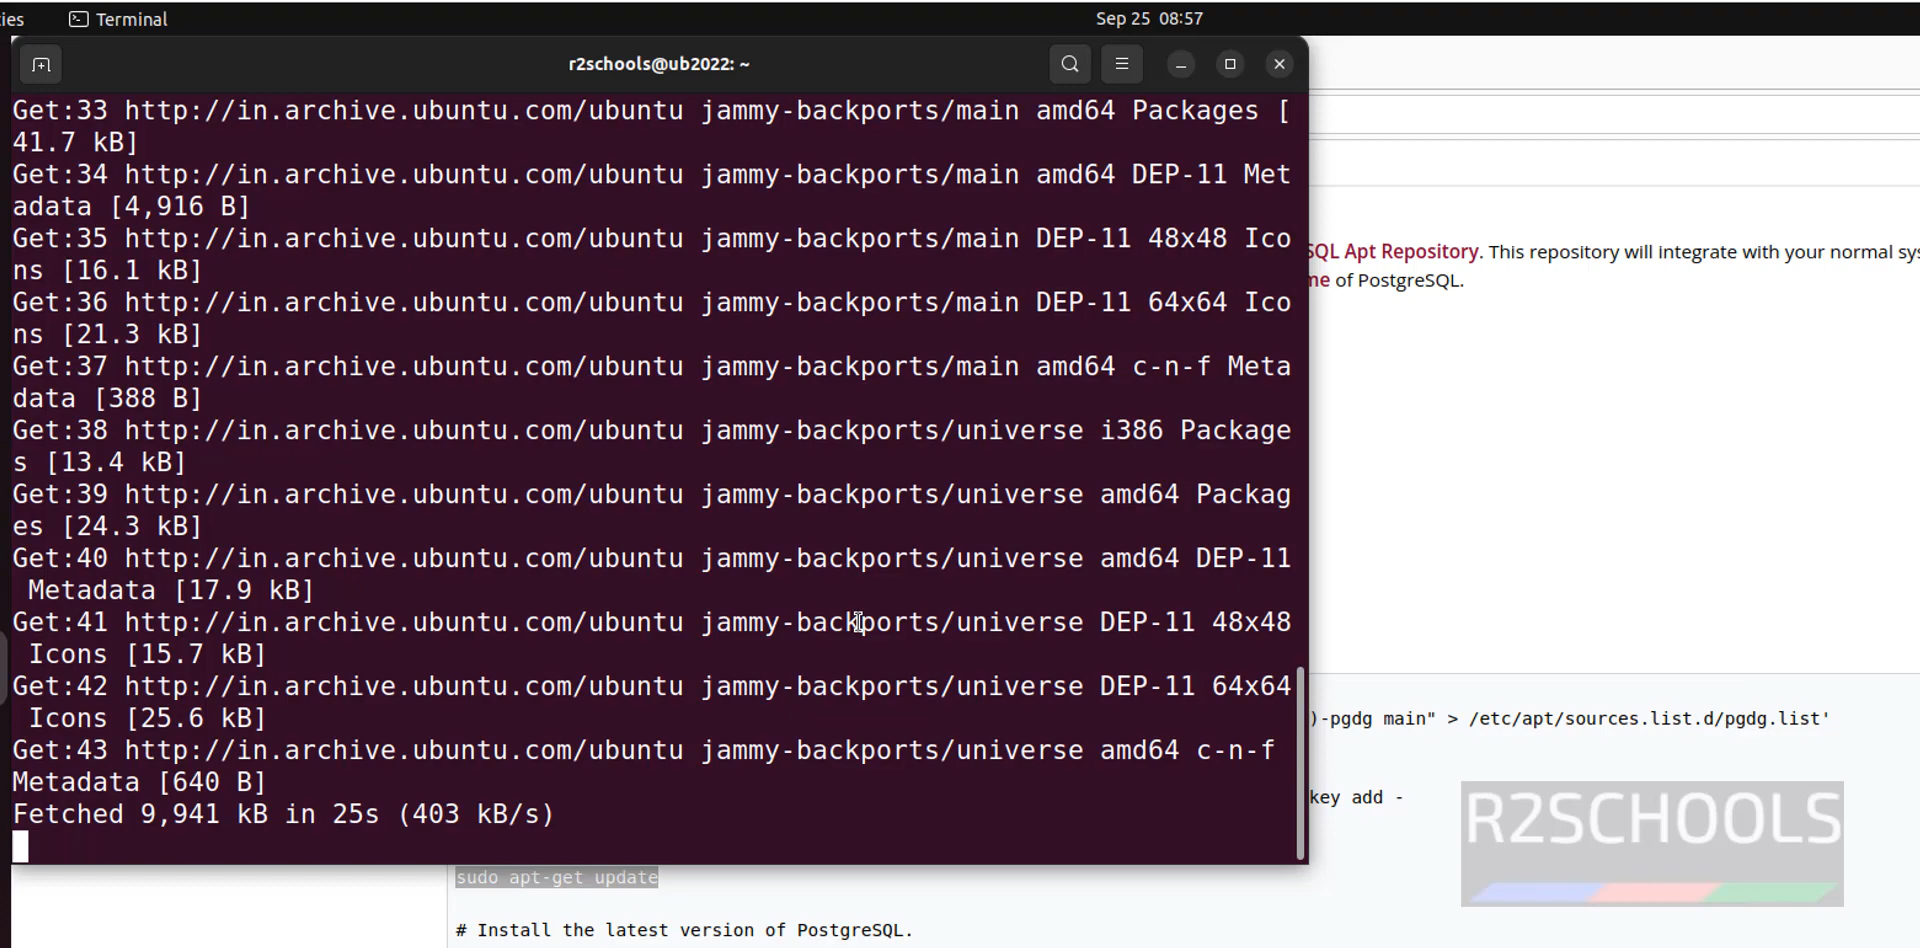 ies Terminal Sep 25 08:57
r2schools@ub2022: ~
Get:33 http://in.archive.ubuntu.com/ubuntu jammy-backports/main amd64 Packages [
41.7 kB]
Get:34 http://in.archive.ubuntu.com/ubuntu jammy-backports/main amd64 DEP-11 Met
adata [4,916 B]
Get:35 http://in.archive.ubuntu.com/ubuntu jammy-backports/main DEP-11 48x48 Ico
ns [16.1 kB]
Get:36 http://in.archive.ubuntu.com/ubuntu jammy-backports/main DEP-11 64x64 Ico
ns [21.3 kB]
Get:37 http://in.archive.ubuntu.com/ubuntu jammy-backports/main amd64 c-n-f Meta
data [388 B]
Get:38 http://in.archive.ubuntu.com/ubuntu jammy-backports/universe i386 Package
s [13.4 kB]
Get:39 http://in.archive.ubuntu.com/ubuntu jammy-backports/universe amd64 Packag
es [24.3 kB]
Get:40 http://in.archive.ubuntu.com/ubuntu jammy-backports/universe amd64 DEP-11
Metadata [17.9 kB]
Get:41 http://in.archive.ubuntu.com/ubuntu jammy-backports/universe DEP-11 48x48
Icons [15.7 kB]
Get:42 http://in.archive.ubuntu.com/ubuntu jammy-backports/universe DEP-11 64x64
Icons [25.6 kB]
Get:43 http://in.archive.ubuntu.com/ubuntu jammy-backports/universe amd64 c-n-f
Metadata [640 B]
Fetched 9,941 kB in 25s (403 kB/s)
SQL Apt Repository. This repository will integrate with your normal sys
me of PostgreSQL.
)-pgdg main" > /etc/apt/sources.list.d/pgdg.list'
key add -
R2SCHOOLS
sudo apt-get update
# Install the latest version of PostgreSQL.